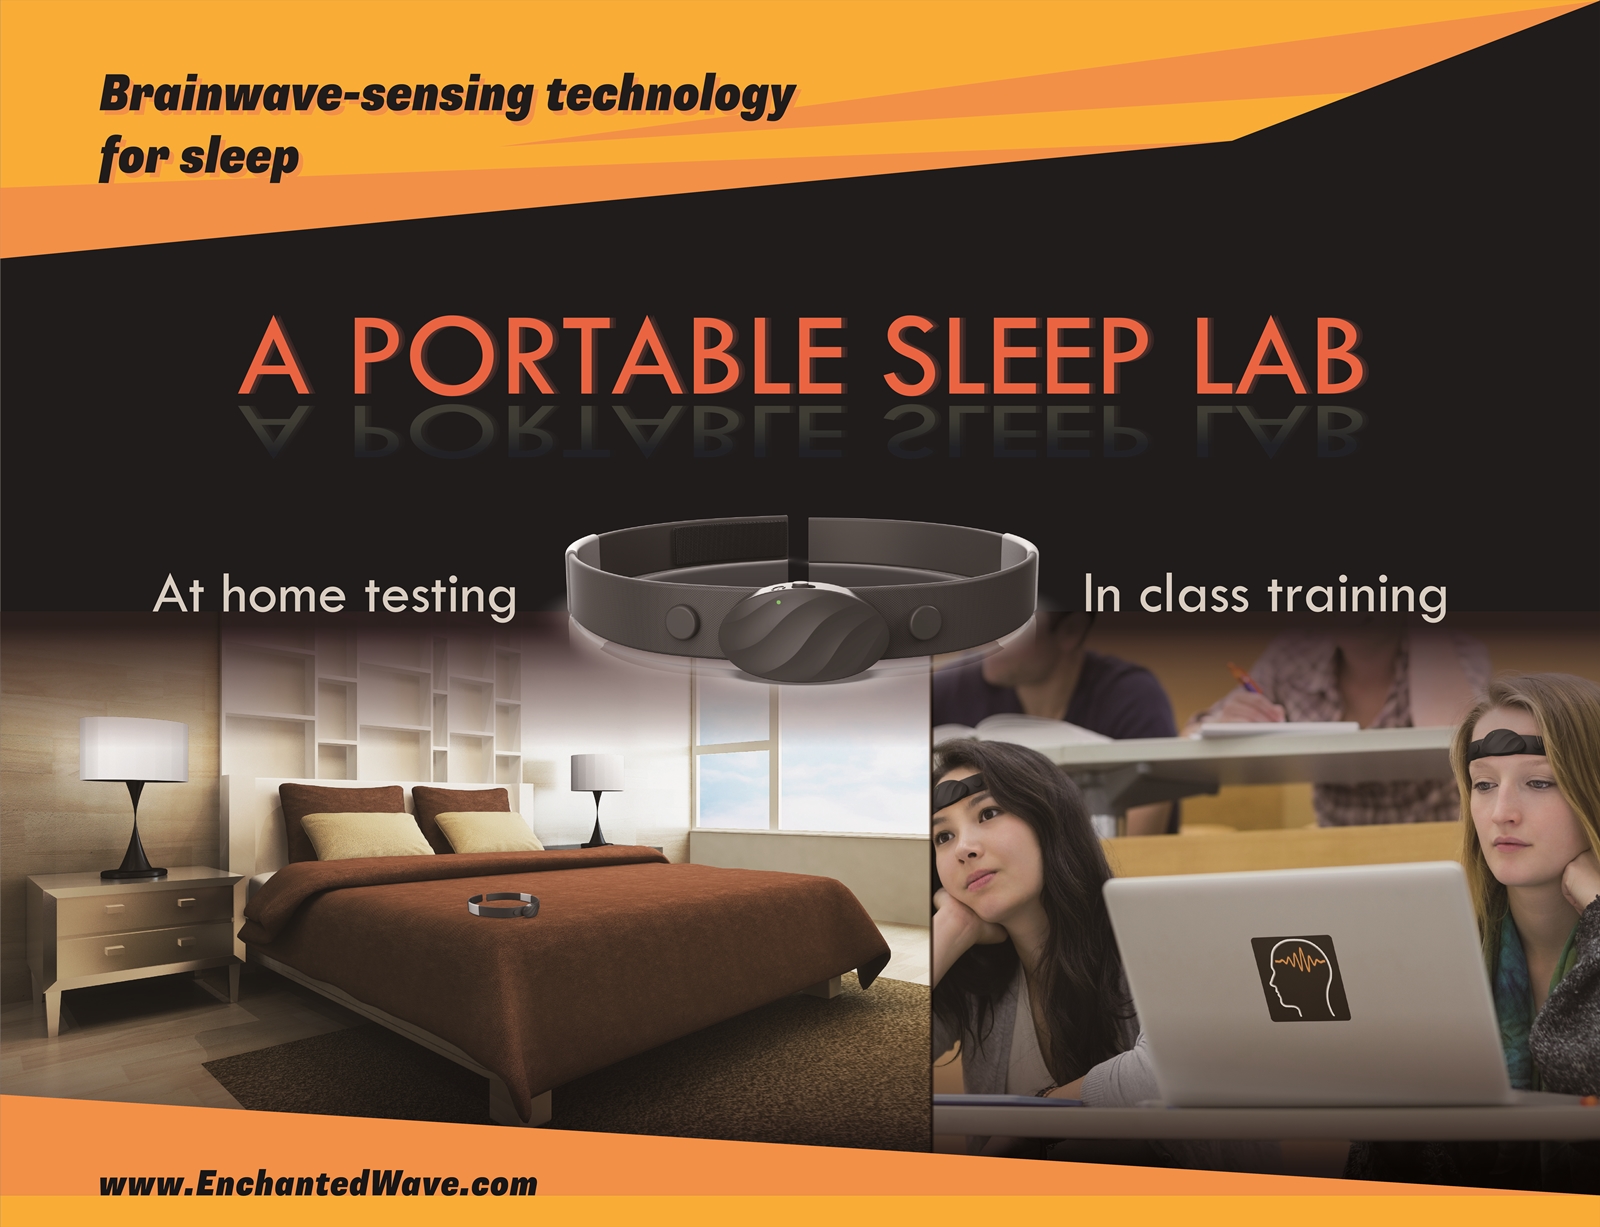 Brainwave-sensing technology
for sleep
A PORTABLE SLEEP LAB
At home testing
In class training
www.EnchantedWave.com